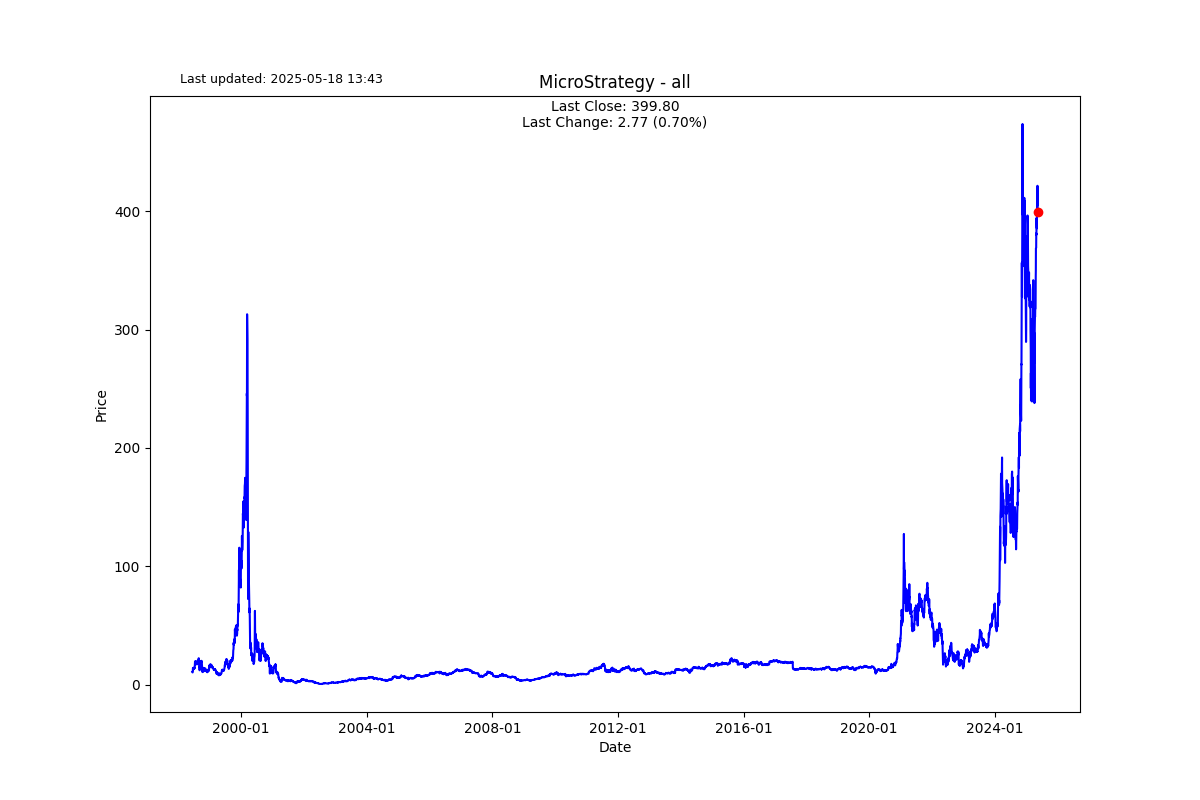 Last updated: 2025-05-18 13:43
MicroStrategy - all
Last Close: 399.80
Last Change: 2.77 (0.70%)
Price
400
300
200
100
0
2000-01
2004-01
2008-01
2012-01
2016-01
2020-01
2024-01
Date